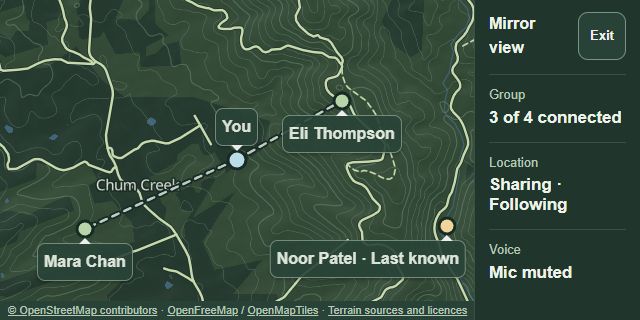 You
Eli Thompson
Chum Creek
Mara Chan
Noor Patel · Last known
© OpenStreetMap contributors · OpenFreeMap / OpenMapTiles · Terrain sources and licences
Mirror
view
Exit
Group
3 of 4 connected
Location
Sharing ·
Following
Voice
Mic muted